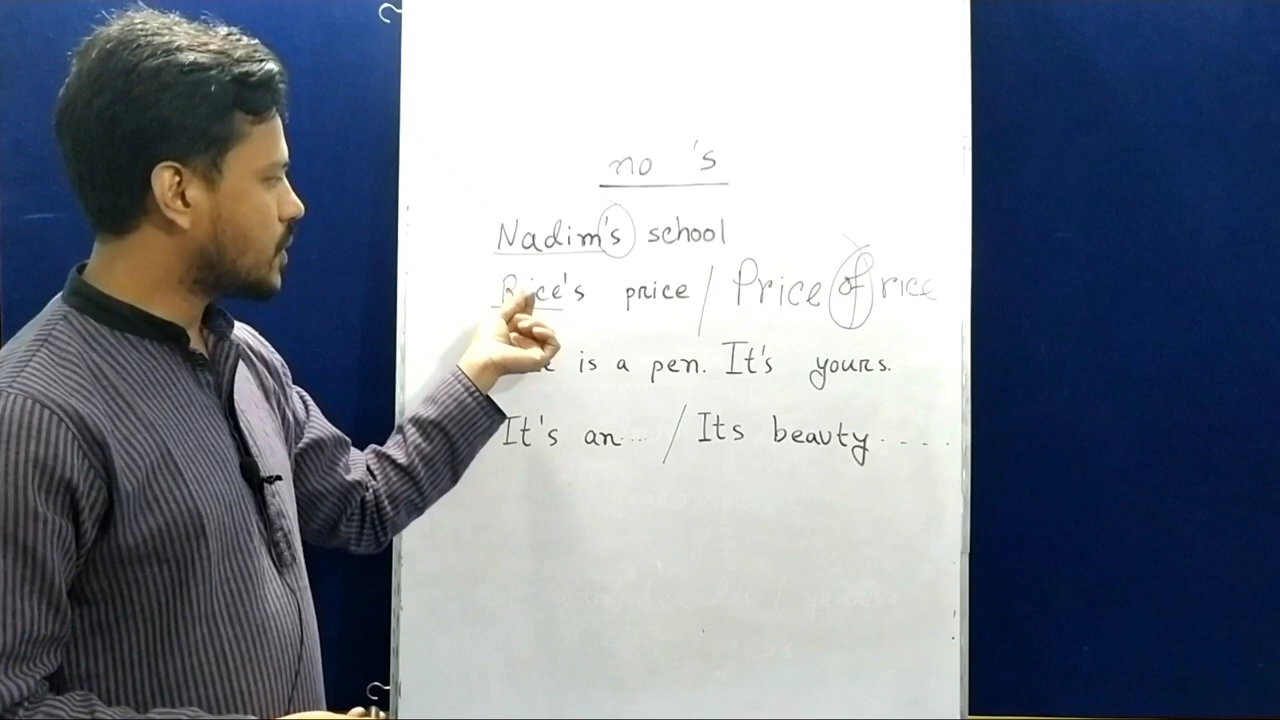 no 's
Nadim's school
Rice's price / Price of rice
is a pen. It's yours.
It's an... / Its beauty....